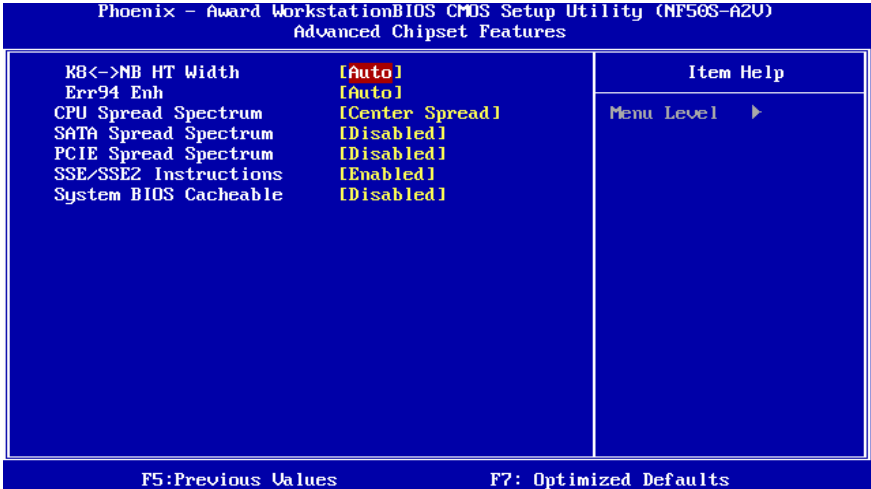 Phoenix - Award WorkstationBIOS CMOS Setup Utility (NF50S-A2V)
Advanced Chipset Features
K8<->NB HT Width [Auto]
Err94 Enh [Auto]
CPU Spread Spectrum [Center Spread]
SATA Spread Spectrum [Disabled]
PCIE Spread Spectrum [Disabled]
SSE/SSE2 Instructions [Enabled]
System BIOS Cacheable [Disabled]
Item Help
Menu Level ▶
F5:Previous Values F7: Optimized Defaults